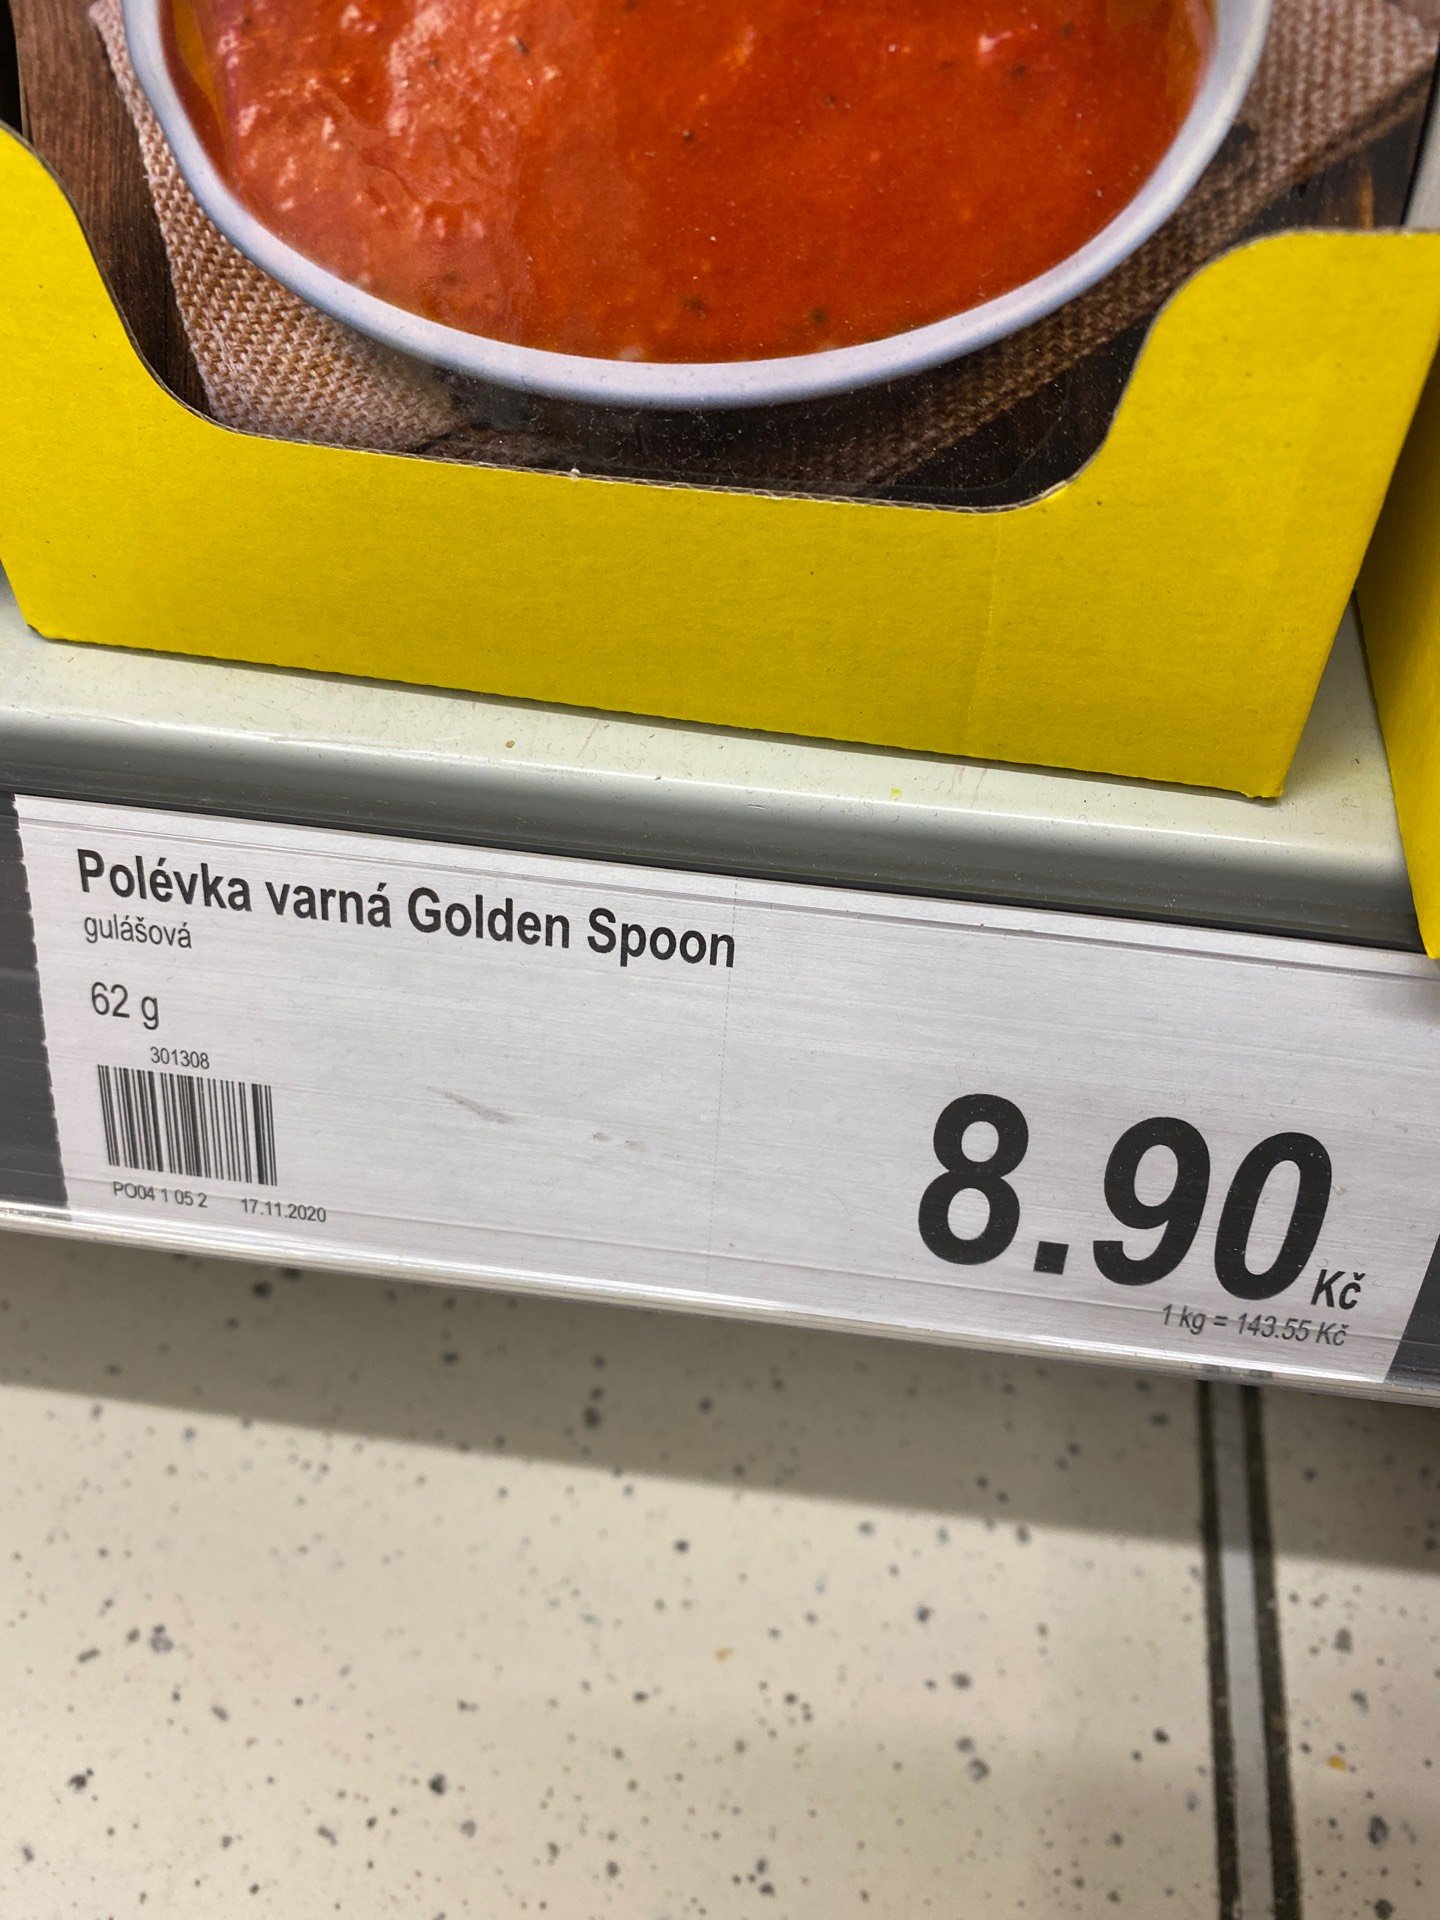 Polévka varná Golden Spoon
gulášová
62 g
301308
PO04 1 05 2 17.11.2020
8.90 Kč
1 kg = 143.55 Kč